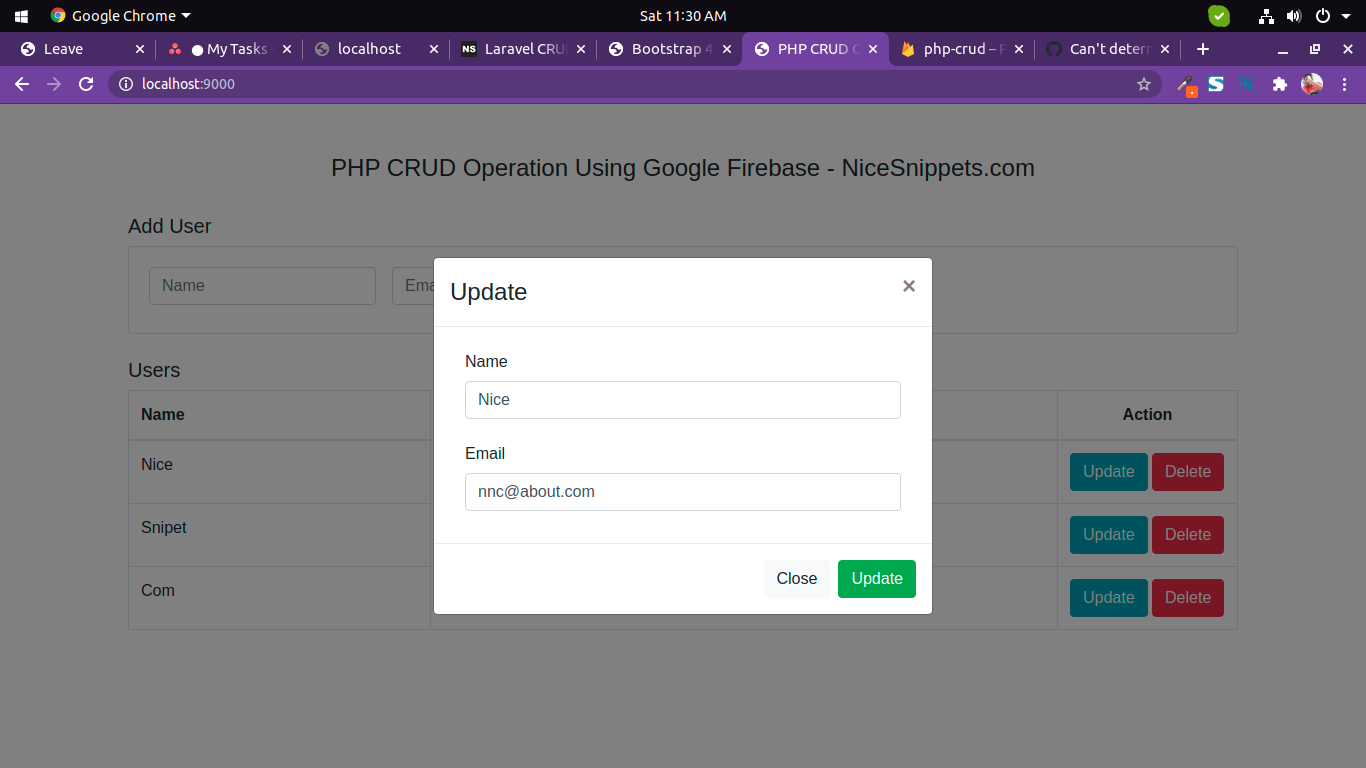 Google Chrome
Sat 11:30 AM
Leave
My Tasks
localhost
Laravel CRU
Bootstrap 4
PHP CRUD
php-crud –
Can't deter
localhost:9000
PHP CRUD Operation Using Google Firebase - NiceSnippets.com
Add User
Name
Ema
Update
×
Name
Nice
Email
nnc@about.com
Close Update
Users
Name Action
Nice Update Delete
Snipet Update Delete
Com Update Delete